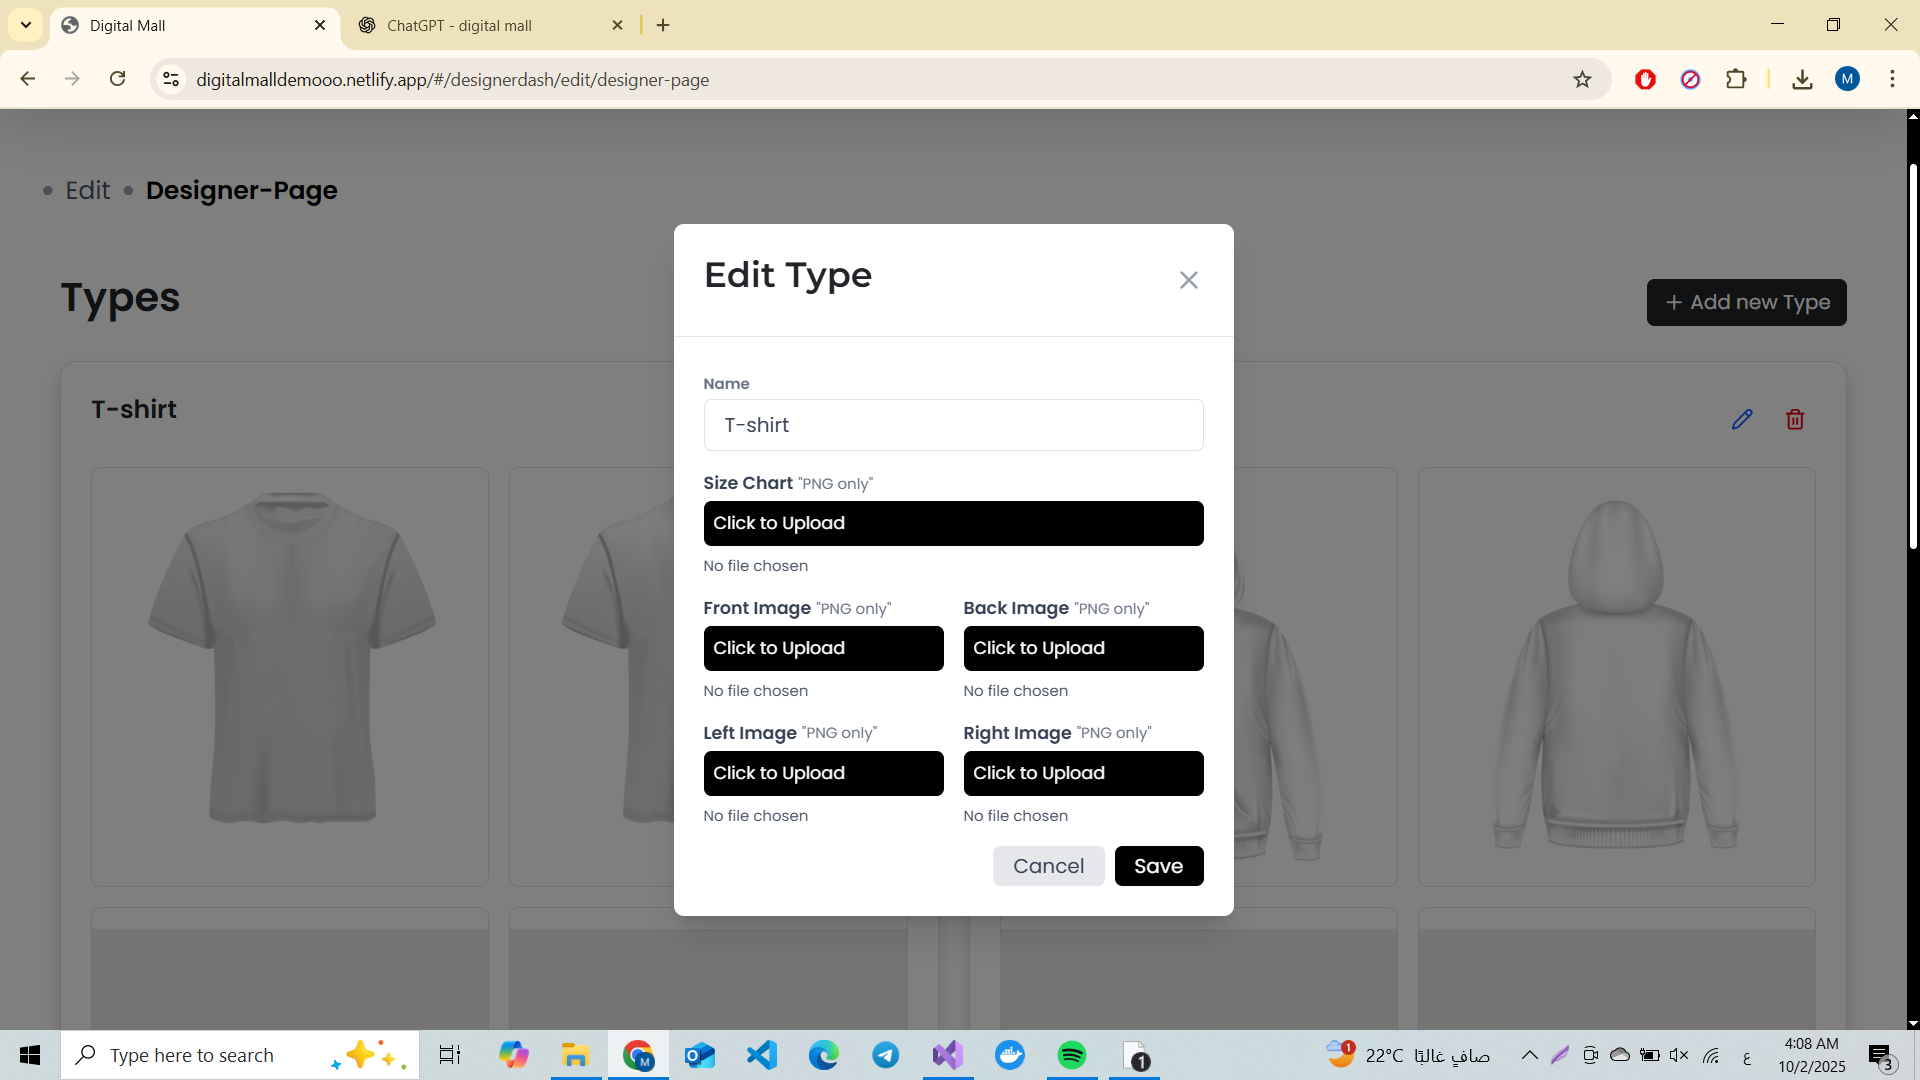 Digital Mall
ChatGPT - digital mall
digitalmalldemooo.netlify.app/#/designerdash/edit/designer-page
M
Edit
Designer-Page
Types
+ Add new Type
T-shirt
Edit Type
Name
T-shirt
Size Chart "PNG only"
Click to Upload
No file chosen
Front Image "PNG only"
Back Image "PNG only"
Click to Upload
Click to Upload
No file chosen
No file chosen
Left Image "PNG only"
Right Image "PNG only"
Click to Upload
Click to Upload
No file chosen
No file chosen
Cancel
Save
Type here to search
M
1
1
22°C صافٍ غالبًا
ع
4:08 AM
10/2/2025
3